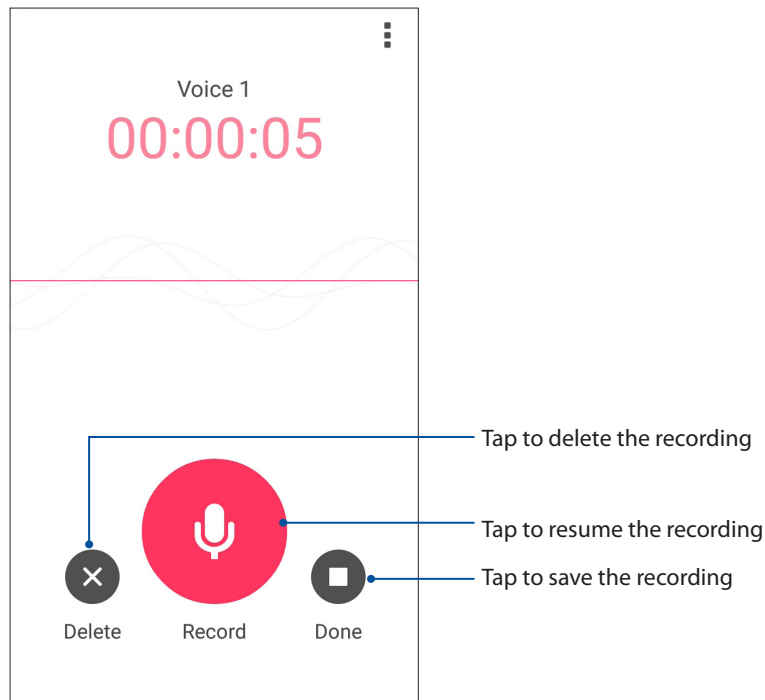 Voice 1
00:00:05
Tap to delete the recording
Tap to resume the recording
Tap to save the recording
Delete
Record
Done